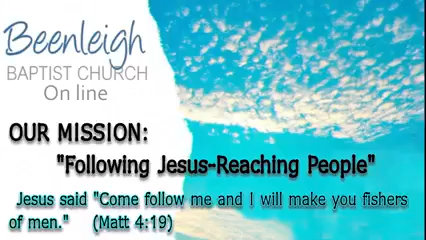 Beenleigh
BAPTIST CHURCH
On line
OUR MISSION:
"Following Jesus-Reaching People"
Jesus said "Come follow me and I will make you fishers
of men." (Matt 4:19)